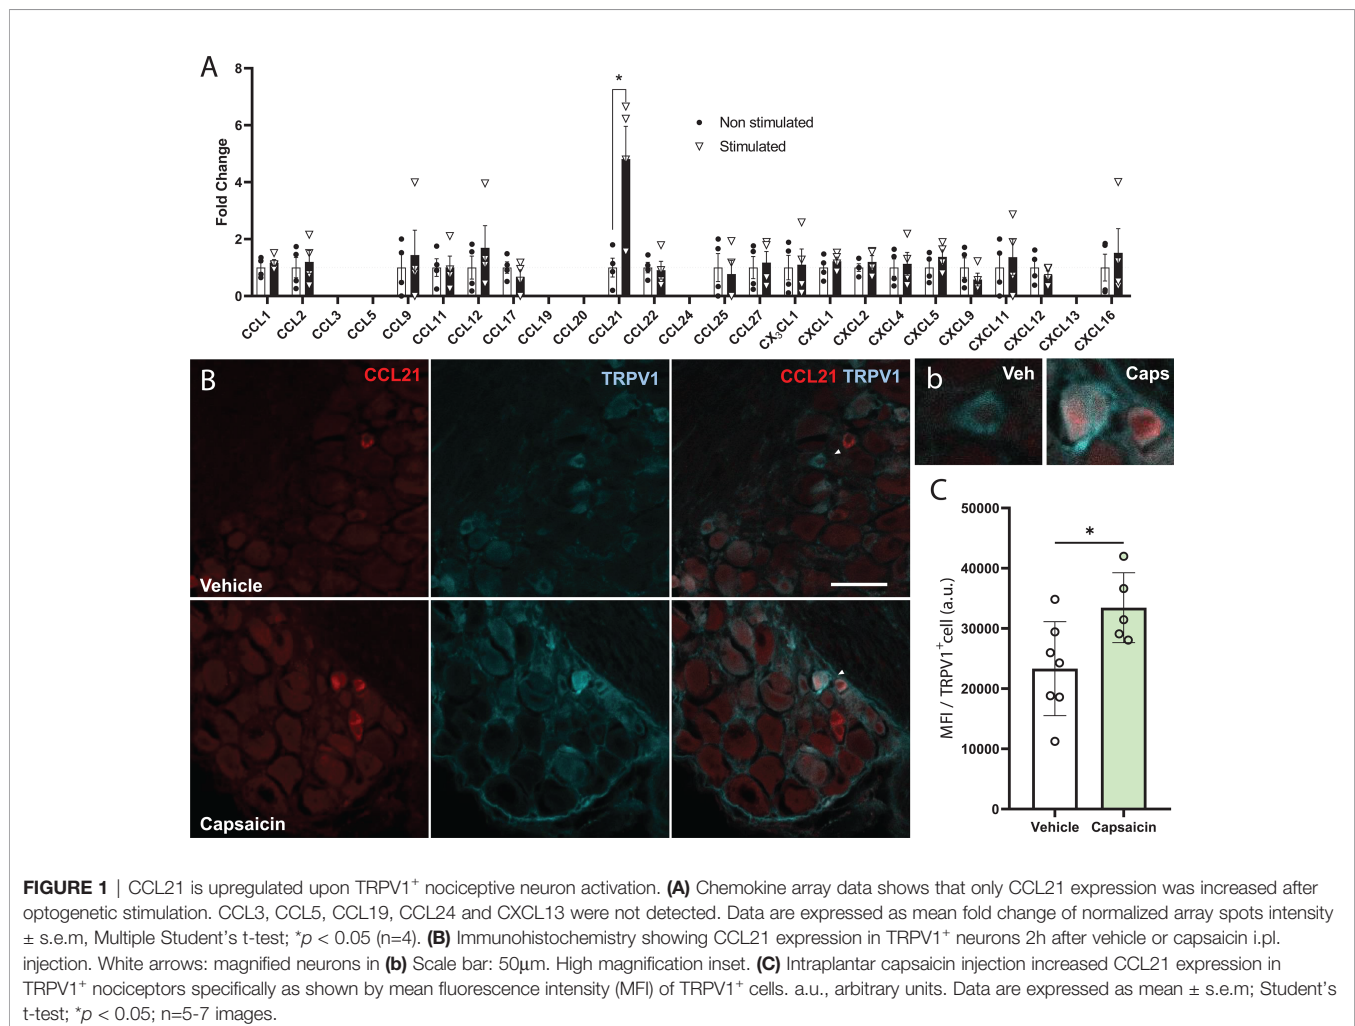 A
8
6
4
2
0
Fold Change
*
Non stimulated
Stimulated
CCL1
CCL2
CCL3
CCL5
CCL9
CCL11
CCL12
CCL17
CCL19
CCL20
CCL21
CCL22
CCL24
CCL25
CCL27
CX₃CL1
CXCL1
CXCL2
CXCL4
CXCL5
CXCL9
CXCL11
CXCL12
CXCL13
CXCL16
B
CCL21
TRPV1
CCL21 TRPV1
Vehicle
Capsaicin
b
Veh
Caps
C
50000
40000
30000
20000
10000
0
MFI / TRPV1⁺cell (a.u.)
*
Vehicle
Capsaicin
FIGURE 1 | CCL21 is upregulated upon TRPV1⁺ nociceptive neuron activation. (A) Chemokine array data shows that only CCL21 expression was increased after
optogenetic stimulation. CCL3, CCL5, CCL19, CCL24 and CXCL13 were not detected. Data are expressed as mean fold change of normalized array spots intensity
± s.e.m, Multiple Student's t-test; *p < 0.05 (n=4). (B) Immunohistochemistry showing CCL21 expression in TRPV1⁺ neurons 2h after vehicle or capsaicin i.pl.
injection. White arrows: magnified neurons in (b) Scale bar: 50μm. High magnification inset. (C) Intraplantar capsaicin injection increased CCL21 expression in
TRPV1⁺ nociceptors specifically as shown by mean fluorescence intensity (MFI) of TRPV1⁺ cells. a.u., arbitrary units. Data are expressed as mean ± s.e.m; Student's
t-test; *p < 0.05; n=5-7 images.